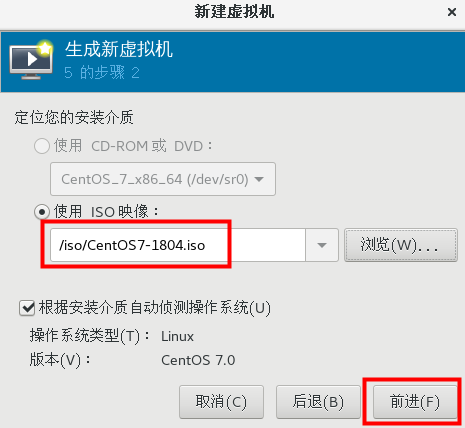 新建虚拟机
生成新虚拟机
5 的步骤 2
定位您的安装介质
使用 CD-ROM 或 DVD：
CentOS_7_x86_64 (/dev/sr0)
使用 ISO 映像：
/iso/CentOS7-1804.iso
浏览(W)...
根据安装介质自动侦测操作系统(U)
操作系统类型(T)： Linux
版本(V)： CentOS 7.0
取消(C) 后退(B) 前进(F)